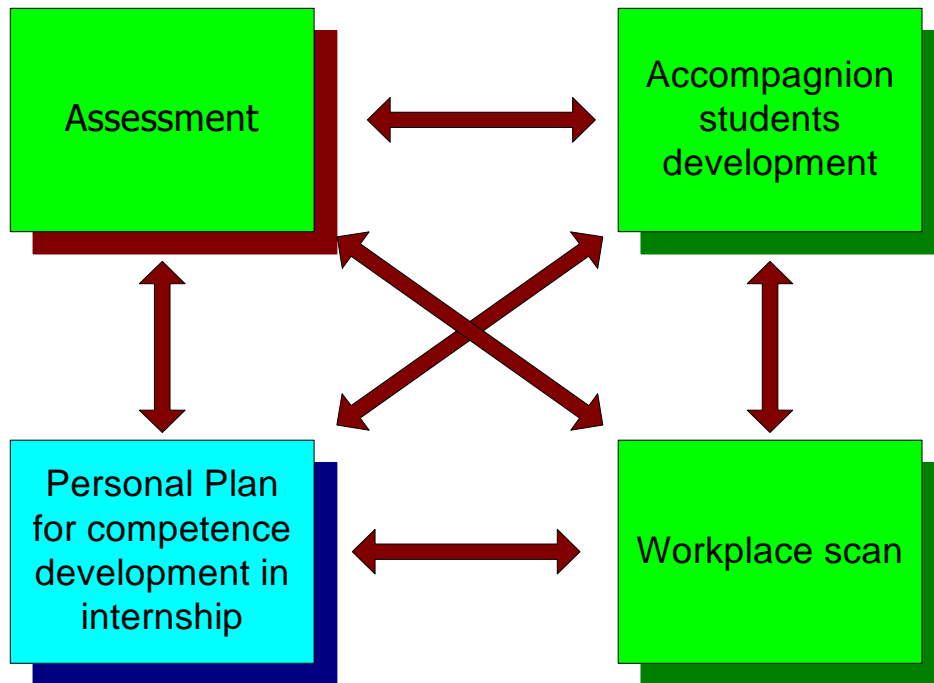 Assessment
Accompagnion
students
development
Personal Plan
for competence
development in
internship
Workplace scan